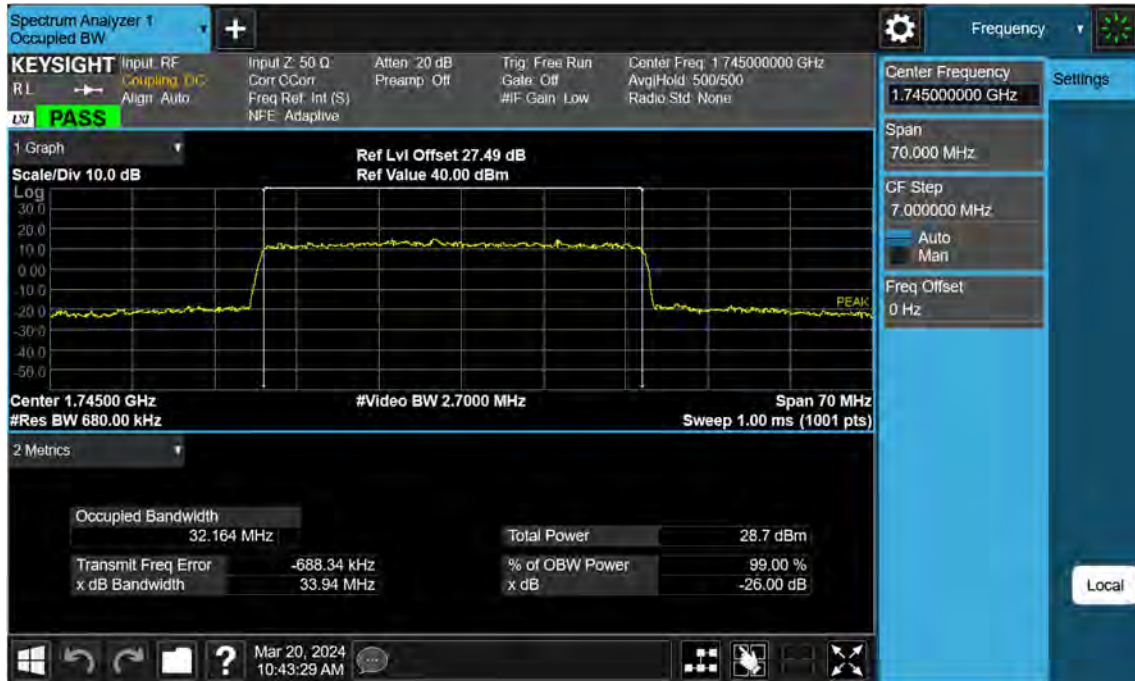 Spectrum Analyzer 1
Occupied BW
+
Frequency
KEYSIGHT
Input: RF
Input Z: 50 Ω
Atten: 20 dB
Trig: Free Run
Center Freq: 1.745000000 GHz
RL
Coupling: DC
Corr CCorr
Preamp: Off
Gate: Off
Avg|Hold: 500/500
Align: Auto
Freq Ref: Int (S)
#IF Gain: Low
Radio Std: None
LXI
PASS
NFE: Adaptive
Center Frequency
1.745000000 GHz
Settings
Span
70.000 MHz
CF Step
7.000000 MHz
Auto
Man
Freq Offset
0 Hz
Local
1 Graph
Ref Lvl Offset 27.49 dB
Scale/Div 10.0 dB
Ref Value 40.00 dBm
Log
30.0
20.0
10.0
0.00
-10.0
-20.0
-30.0
-40.0
-50.0
PEAK
Center 1.74500 GHz
#Video BW 2.7000 MHz
Span 70 MHz
#Res BW 680.00 kHz
Sweep 1.00 ms (1001 pts)
2 Metrics
Occupied Bandwidth
32.164 MHz
Total Power
28.7 dBm
Transmit Freq Error
-688.34 kHz
% of OBW Power
99.00 %
x dB Bandwidth
33.94 MHz
x dB
-26.00 dB
?
Mar 20, 2024
10:43:29 AM